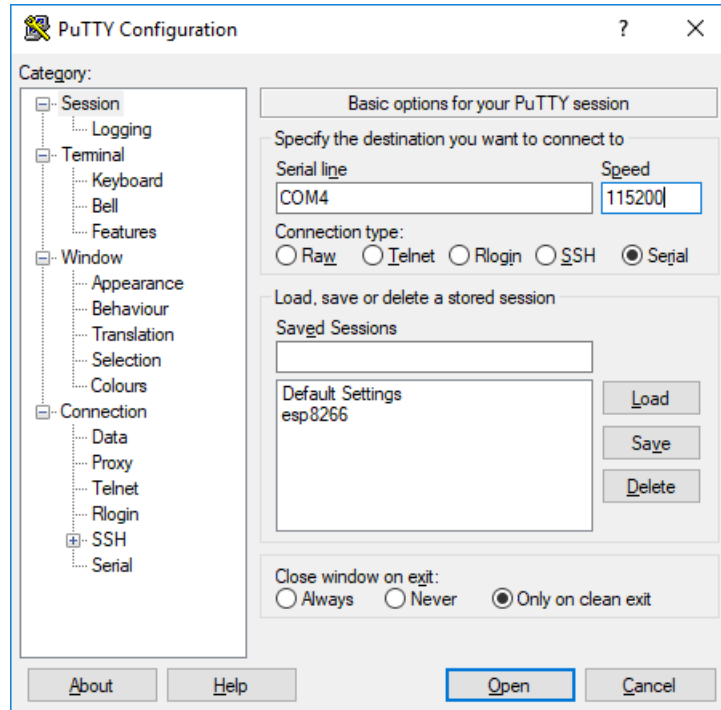 PuTTY Configuration
?
Category:
Session
Logging
Terminal
Keyboard
Bell
Features
Window
Appearance
Behaviour
Translation
Selection
Colours
Connection
Data
Proxy
Telnet
Rlogin
SSH
Serial
Basic options for your PuTTY session
Specify the destination you want to connect to
Serial line Speed
COM4 115200
Connection type:
Raw Telnet Rlogin SSH Serial
Load, save or delete a stored session
Saved Sessions
Default Settings
esp8266
Load
Save
Delete
Close window on exit:
Always Never Only on clean exit
About Help Open Cancel